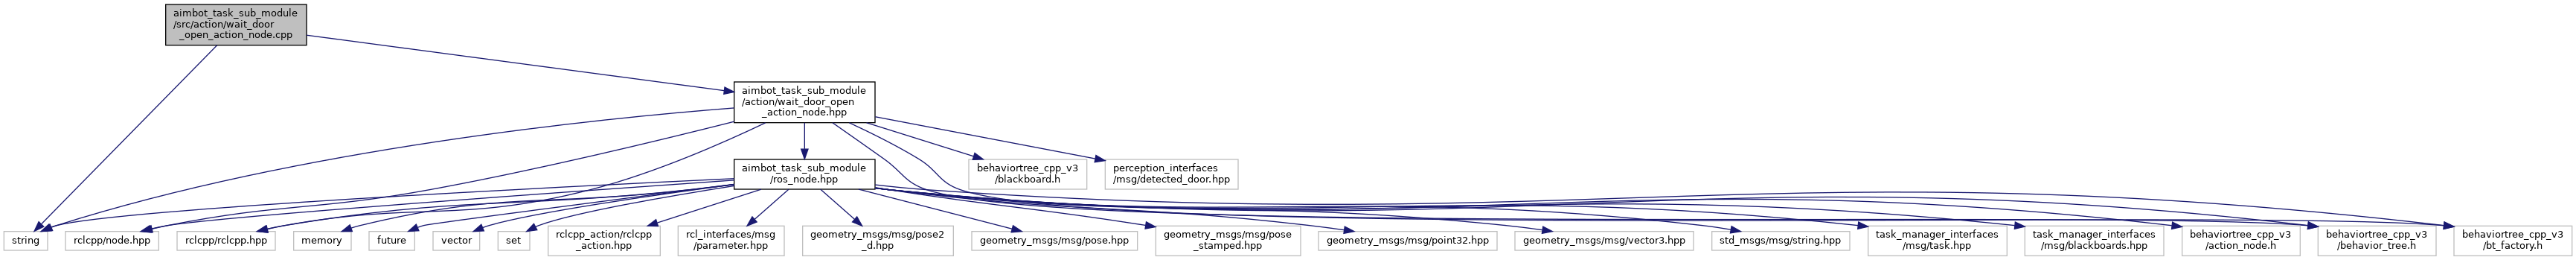 aimbot_task_sub_module
/src/action/wait_door
_open_action_node.cpp
aimbot_task_sub_module
/action/wait_door_open
_action_node.hpp
aimbot_task_sub_module
/ros_node.hpp
behaviortree_cpp_v3
/blackboard.h
perception_interfaces
/msg/detected_door.hpp
string
rclcpp/node.hpp
rclcpp/rclcpp.hpp
memory
future
vector
set
rclcpp_action/rclcpp
_action.hpp
rcl_interfaces/msg
/parameter.hpp
geometry_msgs/msg/pose2
_d.hpp
geometry_msgs/msg/pose.hpp
geometry_msgs/msg/pose
_stamped.hpp
geometry_msgs/msg/point32.hpp
geometry_msgs/msg/vector3.hpp
std_msgs/msg/string.hpp
task_manager_interfaces
/msg/task.hpp
task_manager_interfaces
/msg/blackboards.hpp
behaviortree_cpp_v3
/action_node.h
behaviortree_cpp_v3
/behavior_tree.h
behaviortree_cpp_v3
/bt_factory.h